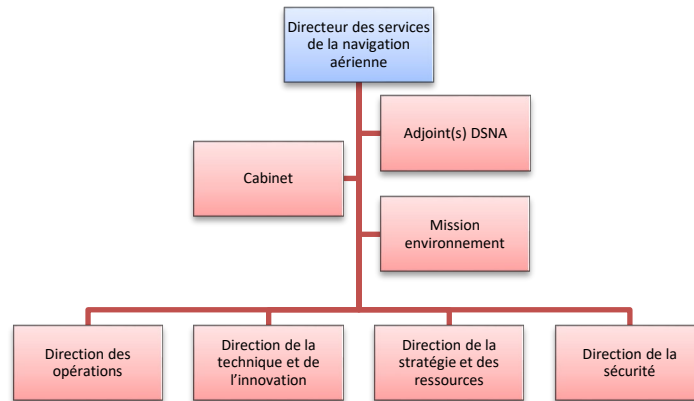 Directeur des services
de la navigation
aérienne
Adjoint(s) DSNA
Cabinet
Mission
environnement
Direction des
opérations
Direction de la
technique et de
l’innovation
Direction de la
stratégie et des
ressources
Direction de la
sécurité